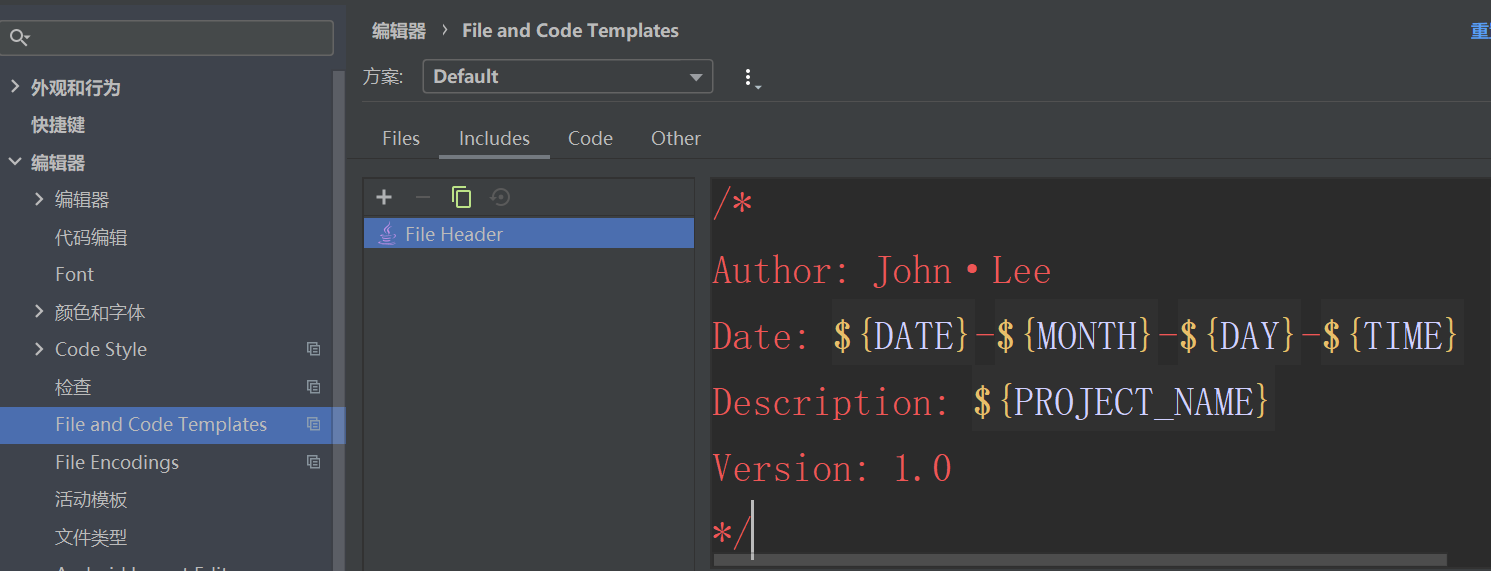 编辑器 › File and Code Templates
方案: Default
Files Includes Code Other
外观和行为
快捷键
编辑器
编辑器
代码编辑
Font
颜色和字体
Code Style
检查
File and Code Templates
File Encodings
活动模板
文件类型
File Header
/*
Author: John·Lee
Date: ${DATE}-${MONTH}-${DAY}-${TIME}
Description: ${PROJECT_NAME}
Version: 1.0
*/